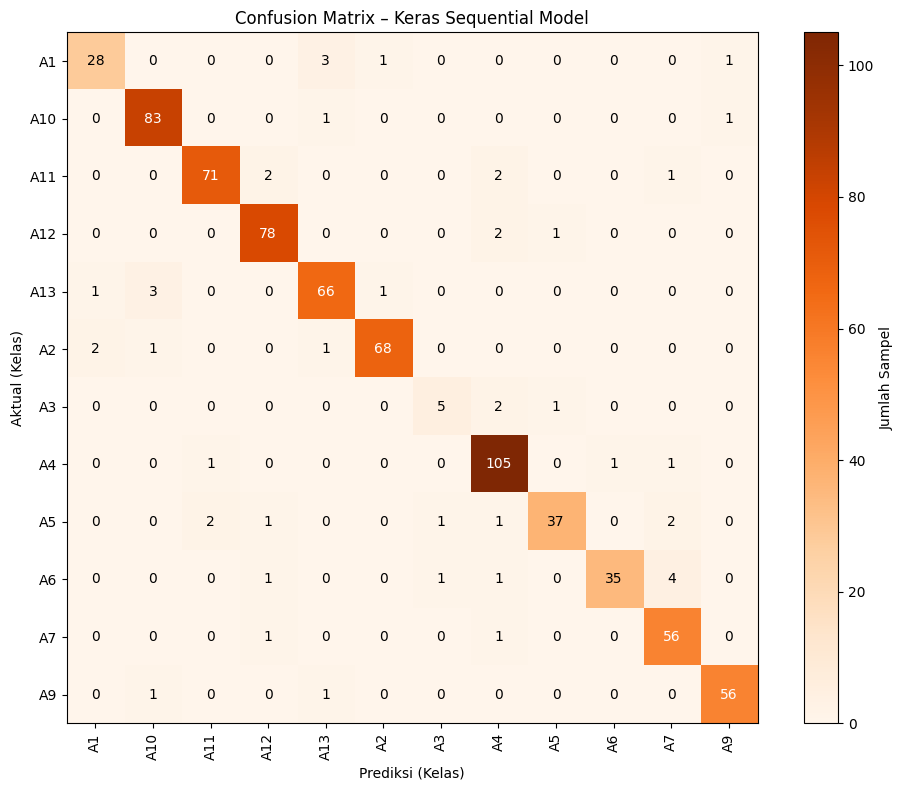 Confusion Matrix – Keras Sequential Model
Aktual (Kelas)
A1 28 0 0 0 3 1 0 0 0 0 0 1
A10 0 83 0 0 1 0 0 0 0 0 0 1
A11 0 0 71 2 0 0 0 2 0 0 1 0
A12 0 0 0 78 0 0 0 2 1 0 0 0
A13 1 3 0 0 66 1 0 0 0 0 0 0
A2 2 1 0 0 1 68 0 0 0 0 0 0
A3 0 0 0 0 0 0 5 2 1 0 0 0
A4 0 0 1 0 0 0 0 105 0 1 1 0
A5 0 0 2 1 0 0 1 1 37 0 2 0
A6 0 0 0 1 0 0 1 1 0 35 4 0
A7 0 0 0 1 0 0 0 1 0 0 56 0
A9 0 1 0 0 1 0 0 0 0 0 0 56
A1 A10 A11 A12 A13 A2 A3 A4 A5 A6 A7 A9
Prediksi (Kelas)
100
80
60
40
20
0
Jumlah Sampel